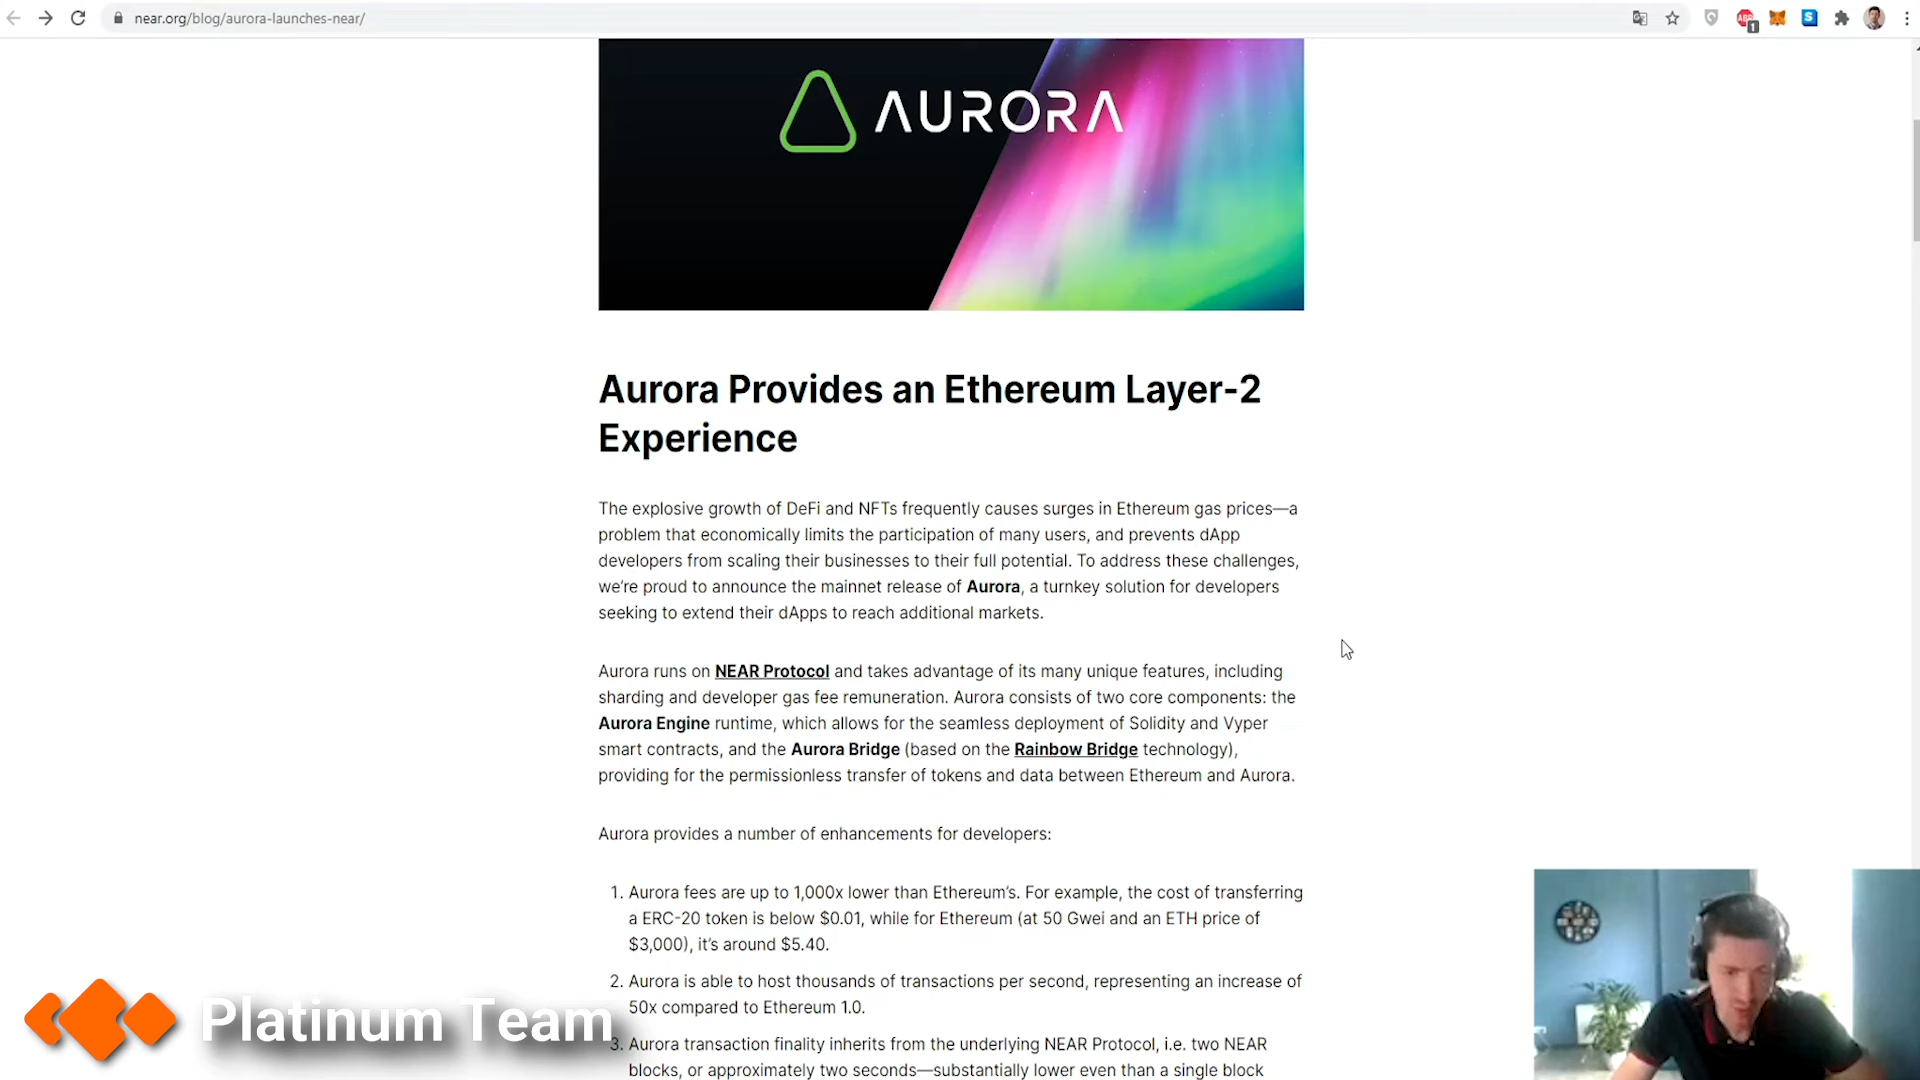 near.org/blog/aurora-launches-near/
ABP
1
S
AURORA
Aurora Provides an Ethereum Layer-2
Experience
The explosive growth of DeFi and NFTs frequently causes surges in Ethereum gas prices—a
problem that economically limits the participation of many users, and prevents dApp
developers from scaling their businesses to their full potential. To address these challenges,
we’re proud to announce the mainnet release of Aurora, a turnkey solution for developers
seeking to extend their dApps to reach additional markets.
Aurora runs on NEAR Protocol and takes advantage of its many unique features, including
sharding and developer gas fee remuneration. Aurora consists of two core components: the
Aurora Engine runtime, which allows for the seamless deployment of Solidity and Vyper
smart contracts, and the Aurora Bridge (based on the Rainbow Bridge technology),
providing for the permissionless transfer of tokens and data between Ethereum and Aurora.
Aurora provides a number of enhancements for developers:
1. Aurora fees are up to 1,000x lower than Ethereum’s. For example, the cost of transferring
a ERC-20 token is below $0.01, while for Ethereum (at 50 Gwei and an ETH price of
$3,000), it’s around $5.40.
2. Aurora is able to host thousands of transactions per second, representing an increase of
50x compared to Ethereum 1.0.
3. Aurora transaction finality inherits from the underlying NEAR Protocol, i.e. two NEAR
blocks, or approximately two seconds—substantially lower even than a single block
Platinum Team